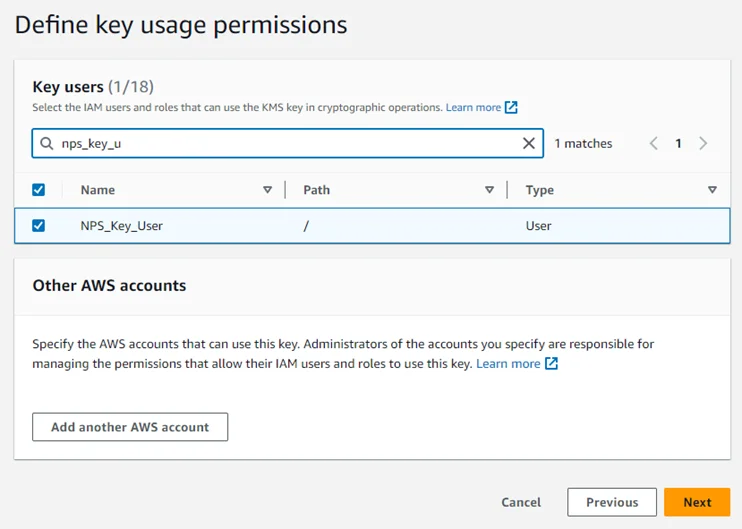 Define key usage permissions
Key users (1/18)
Select the IAM users and roles that can use the KMS key in cryptographic operations. Learn more
nps_key_u
1 matches
1
Name Path Type
NPS_Key_User / User
Other AWS accounts
Specify the AWS accounts that can use this key. Administrators of the accounts you specify are responsible for
managing the permissions that allow their IAM users and roles to use this key. Learn more
Add another AWS account
Cancel Previous Next